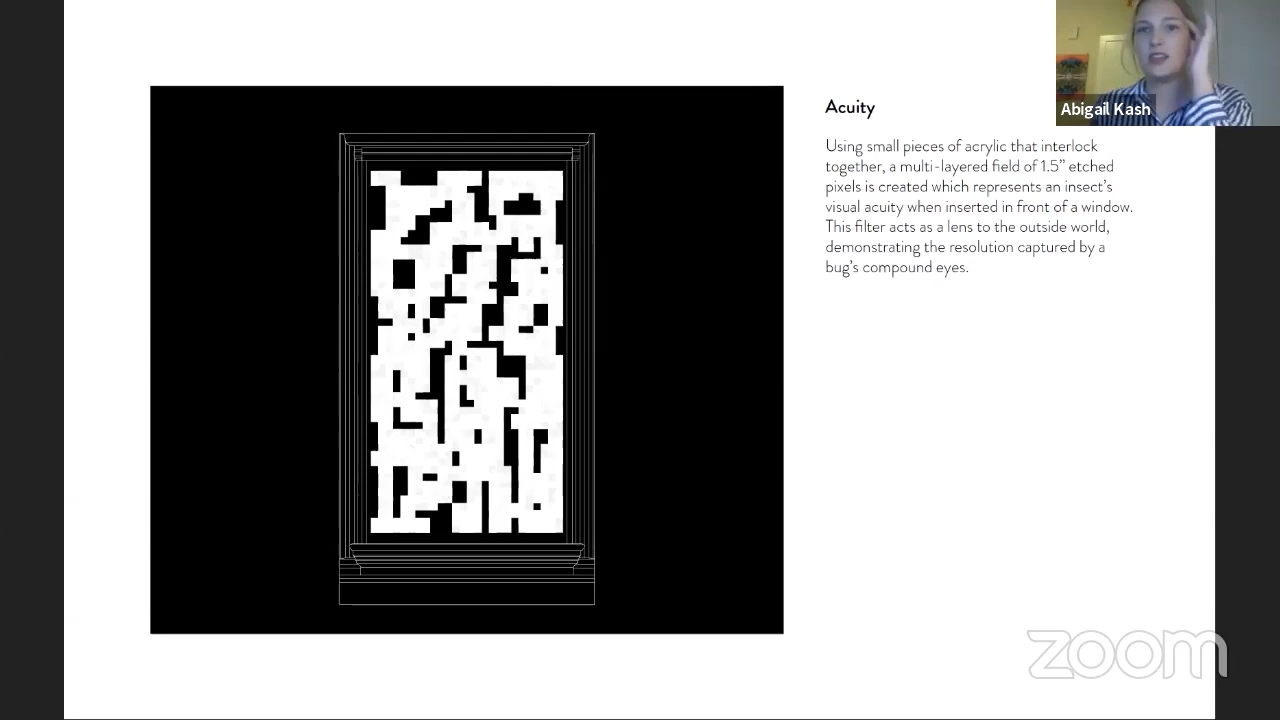 Acuity
Abigail Kash
Using small pieces of acrylic that interlock
together, a multi-layered field of 1.5” etched
pixels is created which represents an insect’s
visual acuity when inserted in front of a window.
This filter acts as a lens to the outside world,
demonstrating the resolution captured by a
bug’s compound eyes.
zoom